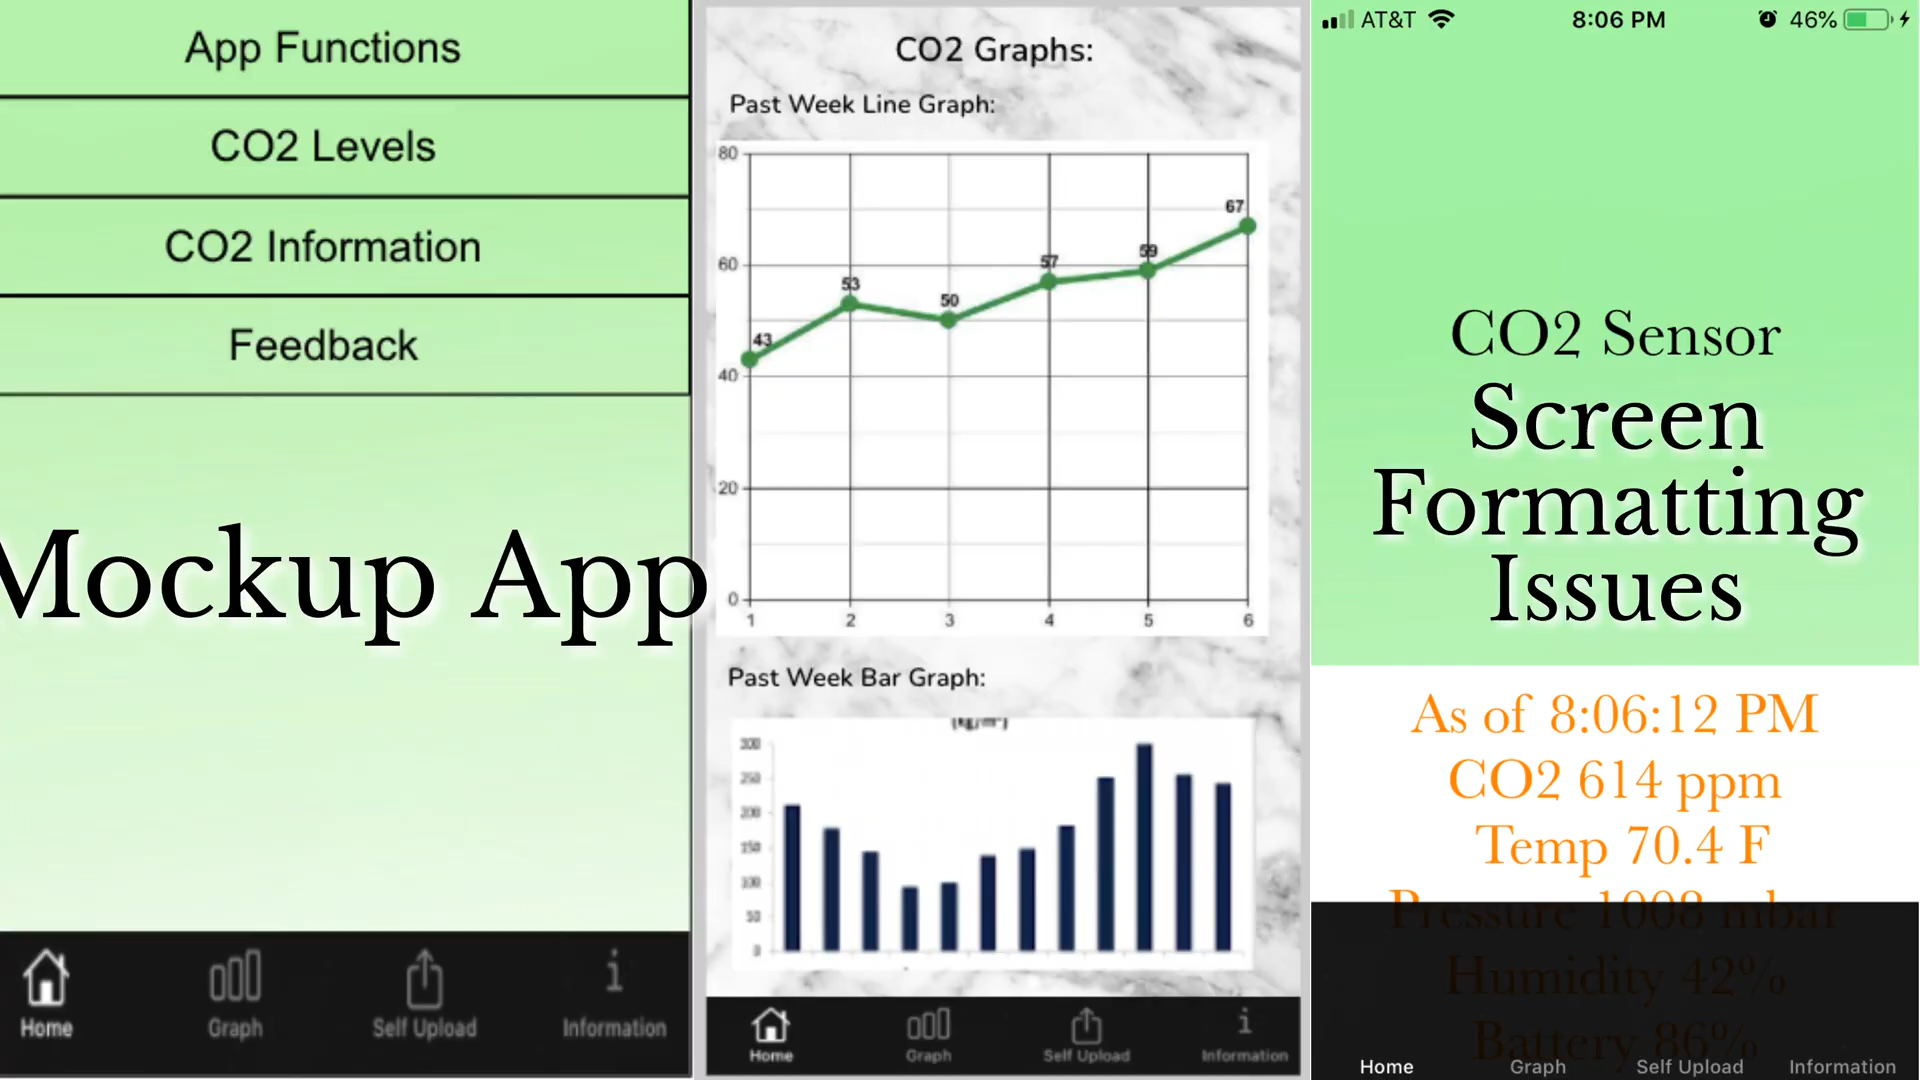 App Functions
CO2 Levels
CO2 Information
Feedback
Mockup App
Home
Graph
Self Upload
Information
CO2 Graphs:
Past Week Line Graph:
80
60
40
20
0
43
53
50
57
59
67
1 2 3 4 5 6
Past Week Bar Graph:
(kg/m³)
300
250
200
150
100
50
0
Home
Graph
Self Upload
Information
AT&T 8:06 PM 46%
CO2 Sensor
Screen
Formatting
Issues
As of 8:06:12 PM
CO2 614 ppm
Temp 70.4 F
Pressure 1008 mbar
Humidity 42%
Battery 86%
Home
Graph
Self Upload
Information